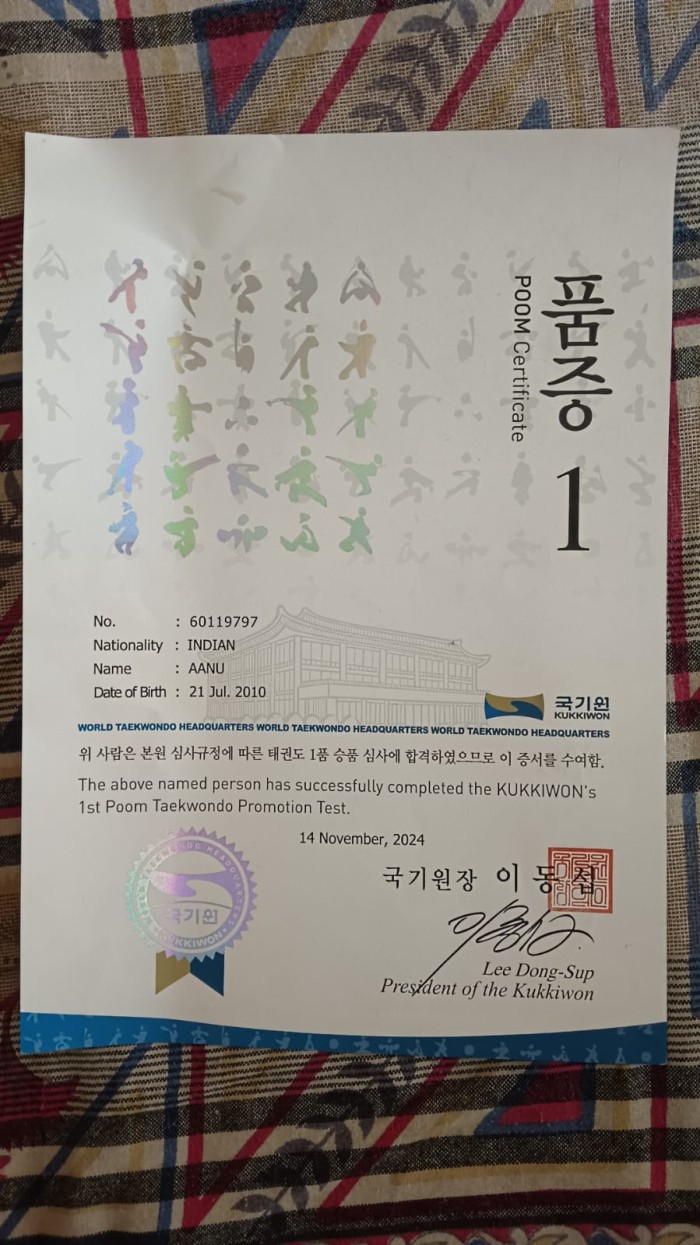 품증
POOM Certificate
1
No. : 60119797
Nationality : INDIAN
Name : AANU
Date of Birth : 21 Jul. 2010
국기원
KUKKIWON
WORLD TAEKWONDO HEADQUARTERS WORLD TAEKWONDO HEADQUARTERS WORLD TAEKWONDO HEADQUARTERS
위 사람은 본원 심사규정에 따른 태권도 1품 승품 심사에 합격하였으므로 이 증서를 수여함.
The above named person has successfully completed the KUKKIWON's
1st Poom Taekwondo Promotion Test.
14 November, 2024
국기원장 이동섭
Lee Dong-Sup
President of the Kukkiwon
국기원
KUKKIWON